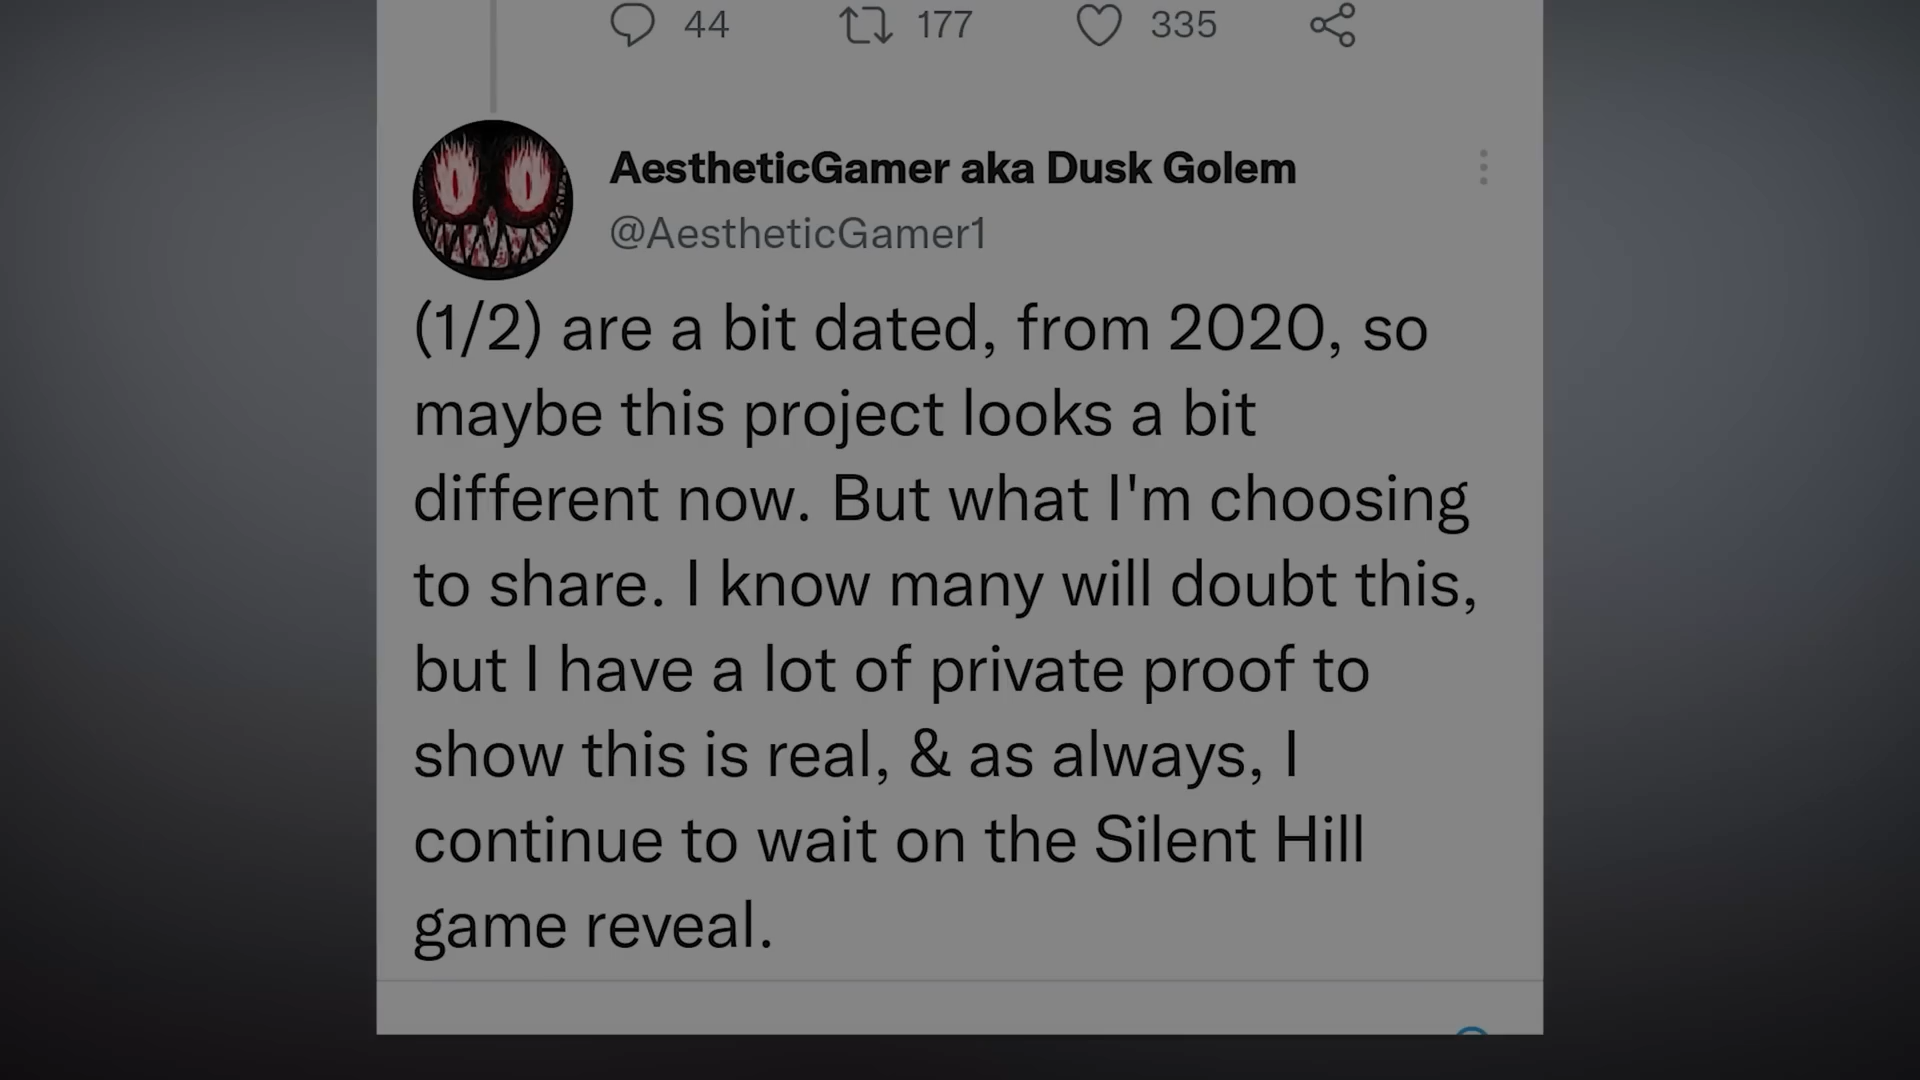 44 177 335
AestheticGamer aka Dusk Golem
@AestheticGamer1
(1/2) are a bit dated, from 2020, so
maybe this project looks a bit
different now. But what I'm choosing
to share. I know many will doubt this,
but I have a lot of private proof to
show this is real, & as always, I
continue to wait on the Silent Hill
game reveal.